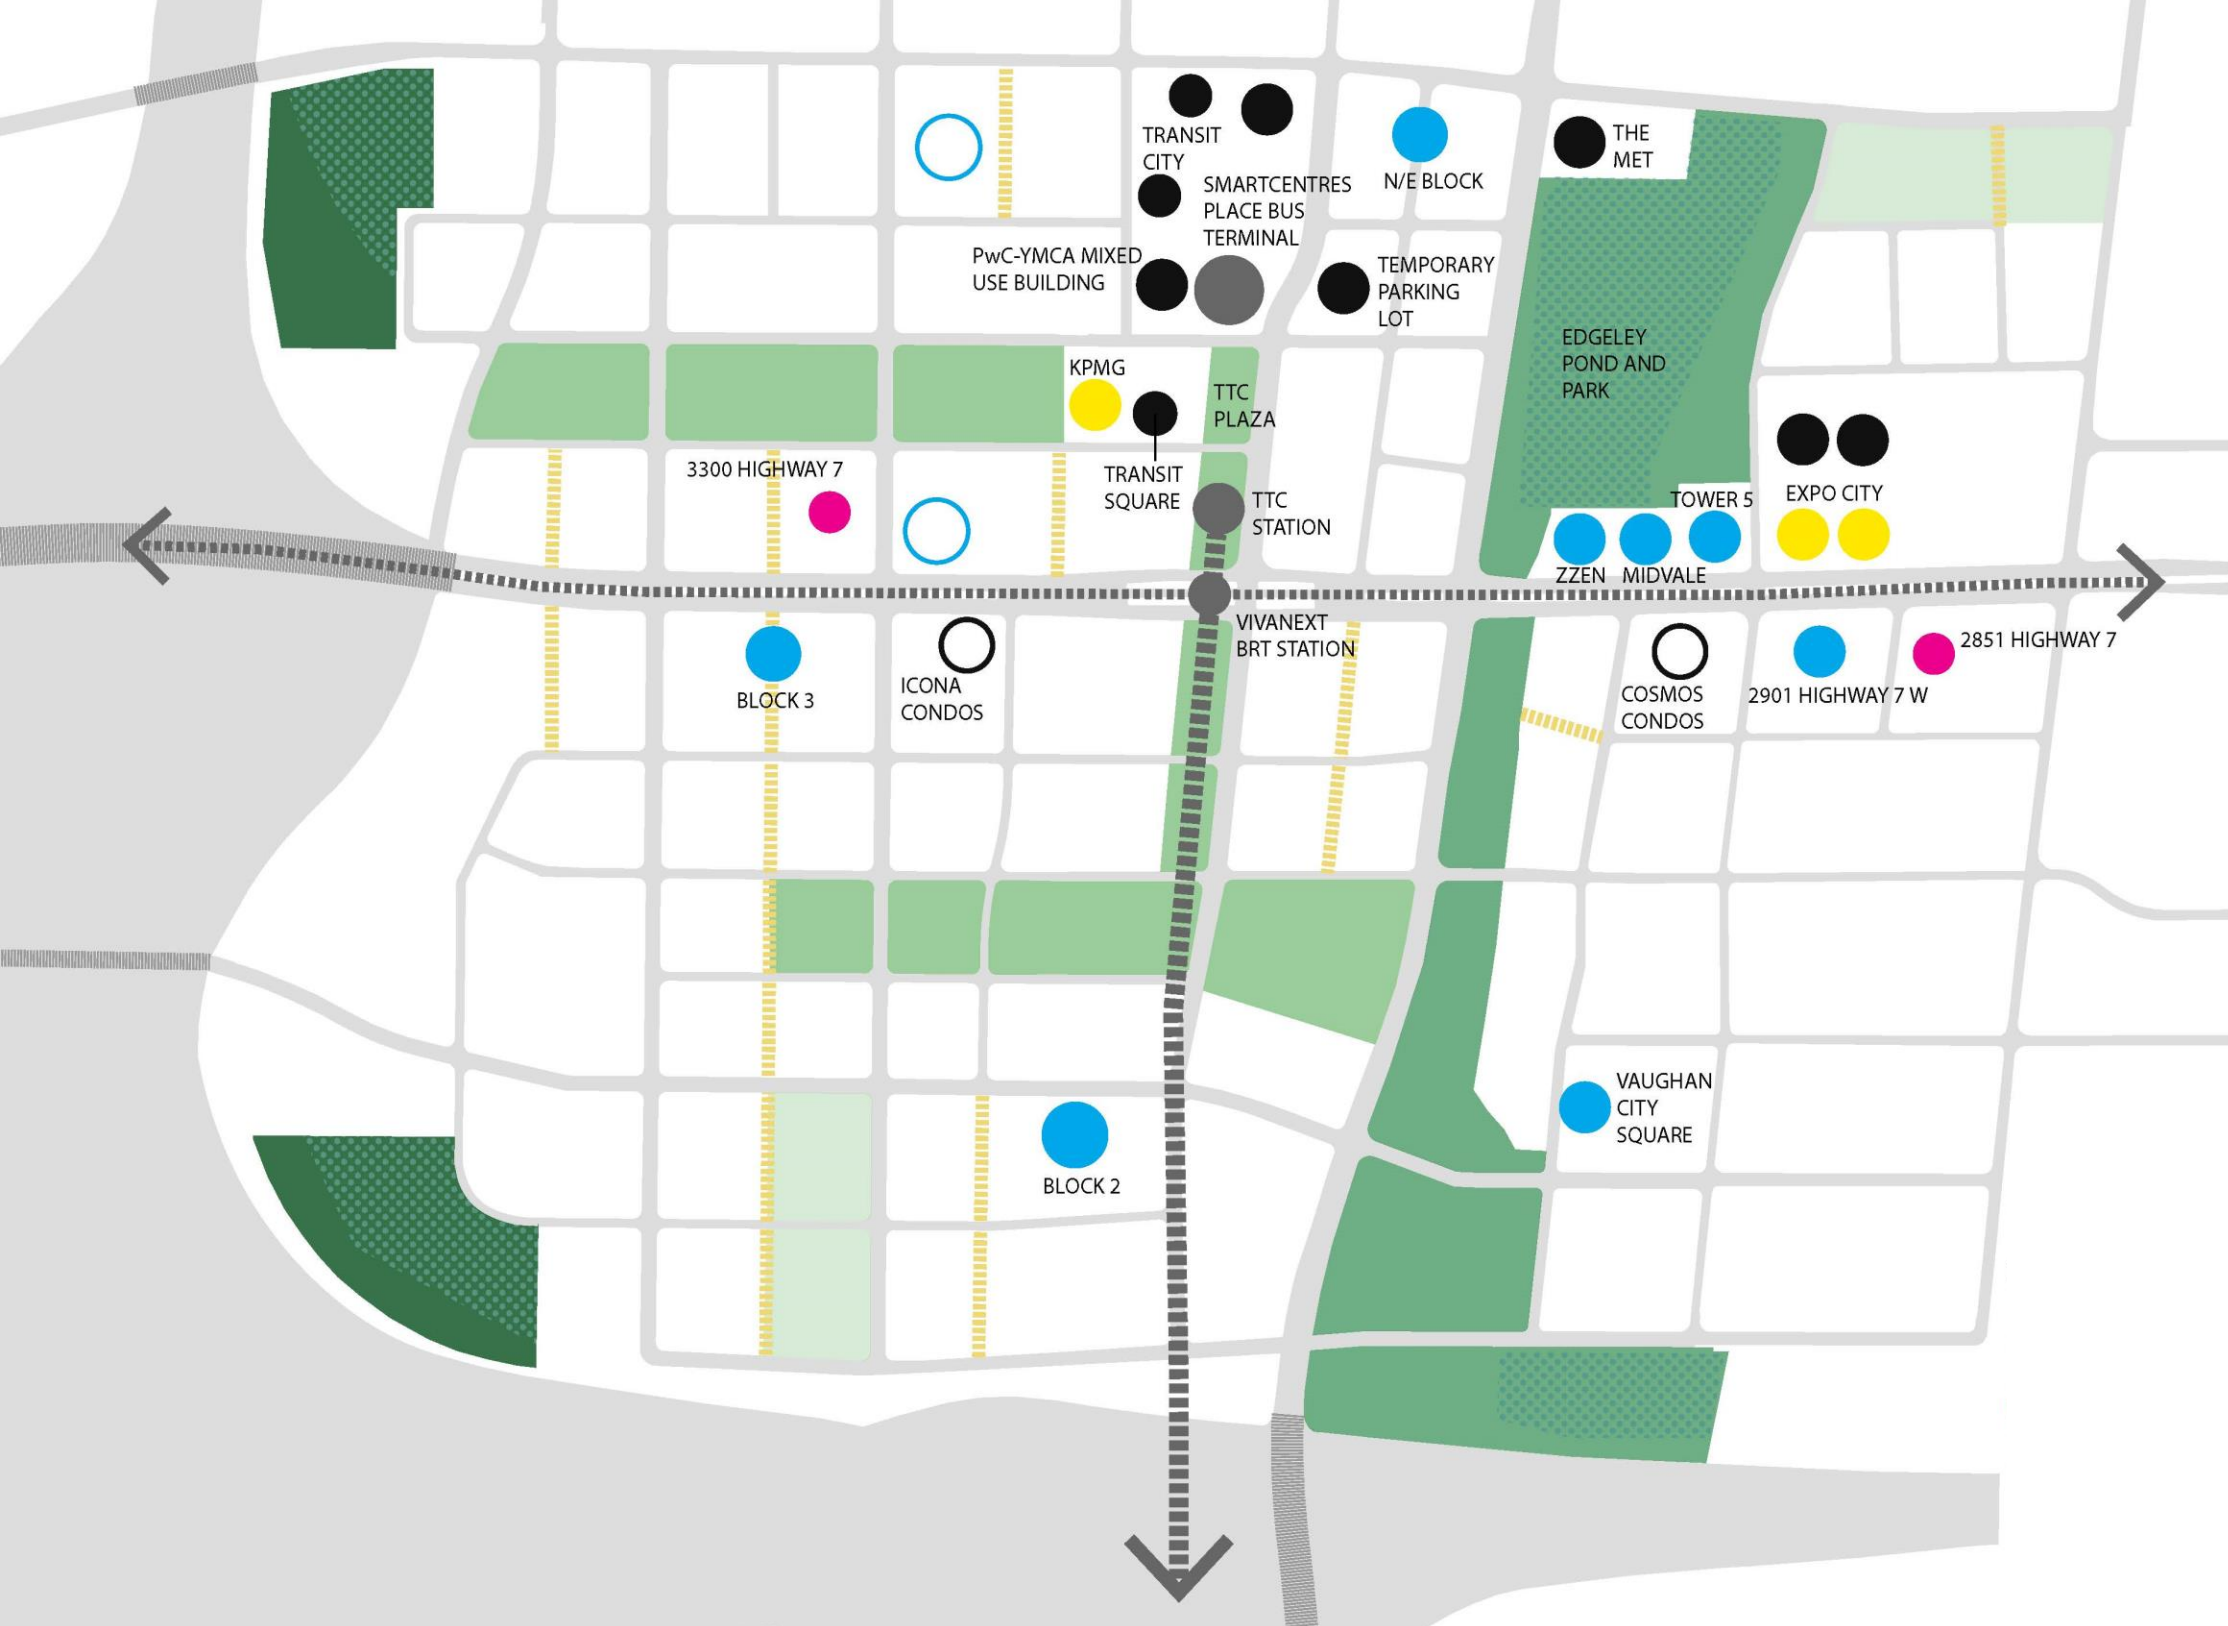 TRANSIT
CITY
THE
MET
N/E BLOCK
SMARTCENTRES
PLACE BUS
TERMINAL
PwC-YMCA MIXED
USE BUILDING
TEMPORARY
PARKING
LOT
EDGELEY
POND AND
PARK
KPMG
TTC
PLAZA
3300 HIGHWAY 7
TRANSIT
SQUARE
TTC
STATION
TOWER 5
EXPO CITY
ZZEN
MIDVALE
VIVANEXT
BRT STATION
2851 HIGHWAY 7
BLOCK 3
ICONA
CONDOS
COSMOS
CONDOS
2901 HIGHWAY 7 W
VAUGHAN
CITY
SQUARE
BLOCK 2